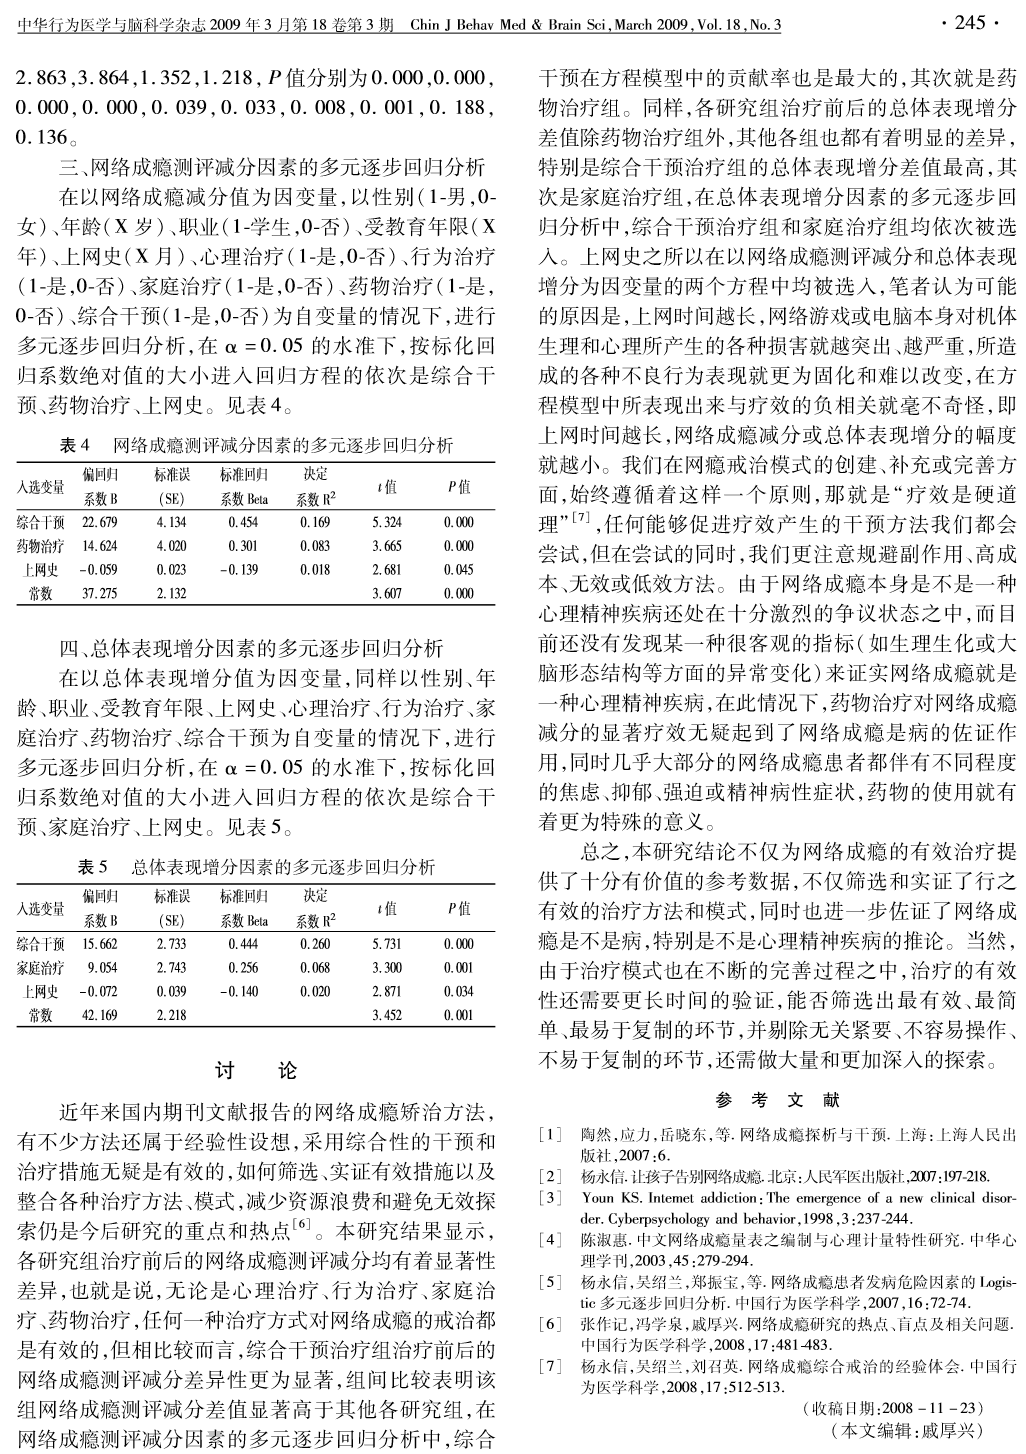 中华行为医学与脑科学杂志2009年3月第18卷第3期 Chin J Behav Med & Brain Sci,March 2009,Vol.18,No.3
·245·
2.863,3.864,1.352,1.218,P值分别为0.000,0.000,
0.000,0.000,0.039,0.033,0.008,0.001,0.188,
0.136。
三、网络成瘾测评减分因素的多元逐步回归分析
在以网络成瘾减分值为因变量,以性别(1-男,0-
女)、年龄(X岁)、职业(1-学生,0-否)、受教育年限(X
年)、上网史(X月)、心理治疗(1-是,0-否)、行为治疗
(1-是,0-否)、家庭治疗(1-是,0-否)、药物治疗(1-是,
0-否)、综合干预(1-是,0-否)为自变量的情况下,进行
多元逐步回归分析,在α=0.05的水准下,按标化回
归系数绝对值的大小进入回归方程的依次是综合干
预、药物治疗、上网史。见表4。
表4 网络成瘾测评减分因素的多元逐步回归分析
入选变量 偏回归 标准误 标准回归 决定 t值 P值
系数B (SE) 系数Beta 系数R²
综合干预 22.679 4.134 0.454 0.169 5.324 0.000
药物治疗 14.624 4.020 0.301 0.083 3.665 0.000
上网史 -0.059 0.023 -0.139 0.018 2.681 0.045
常数 37.275 2.132 3.607 0.000
四、总体表现增分因素的多元逐步回归分析
在以总体表现增分值为因变量,同样以性别、年
龄、职业、受教育年限、上网史、心理治疗、行为治疗、家
庭治疗、药物治疗、综合干预为自变量的情况下,进行
多元逐步回归分析,在α=0.05的水准下,按标化回
归系数绝对值的大小进入回归方程的依次是综合干
预、家庭治疗、上网史。见表5。
表5 总体表现增分因素的多元逐步回归分析
入选变量 偏回归 标准误 标准回归 决定 t值 P值
系数B (SE) 系数Beta 系数R²
综合干预 15.662 2.733 0.444 0.260 5.731 0.000
家庭治疗 9.054 2.743 0.256 0.068 3.300 0.001
上网史 -0.072 0.039 -0.140 0.020 2.871 0.034
常数 42.169 2.218 3.452 0.001
讨 论
近年来国内期刊文献报告的网络成瘾矫治方法,
有不少方法还属于经验性设想,采用综合性的干预和
治疗措施无疑是有效的,如何筛选、实证有效措施以及
整合各种治疗方法、模式,减少资源浪费和避免无效探
索仍是今后研究的重点和热点[6]。本研究结果显示,
各研究组治疗前后的网络成瘾测评减分均有着显著性
差异,也就是说,无论是心理治疗、行为治疗、家庭治
疗、药物治疗,任何一种治疗方式对网络成瘾的戒治都
是有效的,但相比较而言,综合干预治疗组治疗前后的
网络成瘾测评减分差异性更为显著,组间比较表明该
组网络成瘾测评减分差值显著高于其他各研究组,在
网络成瘾测评减分因素的多元逐步回归分析中,综合
干预在方程模型中的贡献率也是最大的,其次就是药
物治疗组。同样,各研究组治疗前后的总体表现增分
差值除药物治疗组外,其他各组也都有着明显的差异,
特别是综合干预治疗组的总体表现增分差值最高,其
次是家庭治疗组,在总体表现增分因素的多元逐步回
归分析中,综合干预治疗组和家庭治疗组均依次被选
入。上网史之所以在以网络成瘾测评减分和总体表现
增分为因变量的两个方程中均被选入,笔者认为可能
的原因是,上网时间越长,网络游戏或电脑本身对机体
生理和心理所产生的各种损害就越突出、越严重,所造
成的各种不良行为表现就更为固化和难以改变,在方
程模型中所表现出来与疗效的负相关就毫不奇怪,即
上网时间越长,网络成瘾减分或总体表现增分的幅度
就越小。我们在网瘾戒治模式的创建、补充或完善方
面,始终遵循着这样一个原则,那就是“疗效是硬道
理”[7],任何能够促进疗效产生的干预方法我们都会
尝试,但在尝试的同时,我们更注意规避副作用、高成
本、无效或低效方法。由于网络成瘾本身是不是一种
心理精神疾病还处在十分激烈的争议状态之中,而目
前还没有发现某一种很客观的指标(如生理生化或大
脑形态结构等方面的异常变化)来证实网络成瘾就是
一种心理精神疾病,在此情况下,药物治疗对网络成瘾
减分的显著疗效无疑起到了网络成瘾是病的佐证作
用,同时几乎大部分的网络成瘾患者都伴有不同程度
的焦虑、抑郁、强迫或精神病性症状,药物的使用就有
着更为特殊的意义。
总之,本研究结论不仅为网络成瘾的有效治疗提
供了十分有价值的参考数据,不仅筛选和实证了行之
有效的治疗方法和模式,同时也进一步佐证了网络成
瘾是不是病,特别是不是心理精神疾病的推论。当然,
由于治疗模式也在不断的完善过程之中,治疗的有效
性还需要更长时间的验证,能否筛选出最有效、最简
单、最易于复制的环节,并剔除无关紧要、不容易操作、
不易于复制的环节,还需做大量和更加深入的探索。
参 考 文 献
[1] 陶然,应力,岳晓东,等.网络成瘾探析与干预.上海:上海人民出
版社,2007:6.
[2] 杨永信.让孩子告别网络成瘾.北京:人民军医出版社,2007:197-218.
[3] Youn KS. Internet addiction:The emergence of a new clinical disor-
der. Cyberpsychology and behavior,1998,3:237-244.
[4] 陈淑惠.中文网络成瘾量表之编制与心理计量特性研究.中华心
理学刊,2003,45:279-294.
[5] 杨永信,吴绍兰,郑振宝,等.网络成瘾患者发病危险因素的Logis-
tic多元逐步回归分析.中国行为医学科学,2007,16:72-74.
[6] 张作记,冯学泉,戚厚兴.网络成瘾研究的热点、盲点及相关问题.
中国行为医学科学,2008,17:481-483.
[7] 杨永信,吴绍兰,刘召英.网络成瘾综合戒治的经验体会.中国行
为医学科学,2008,17:512-513.
(收稿日期:2008-11-23)
(本文编辑:戚厚兴)